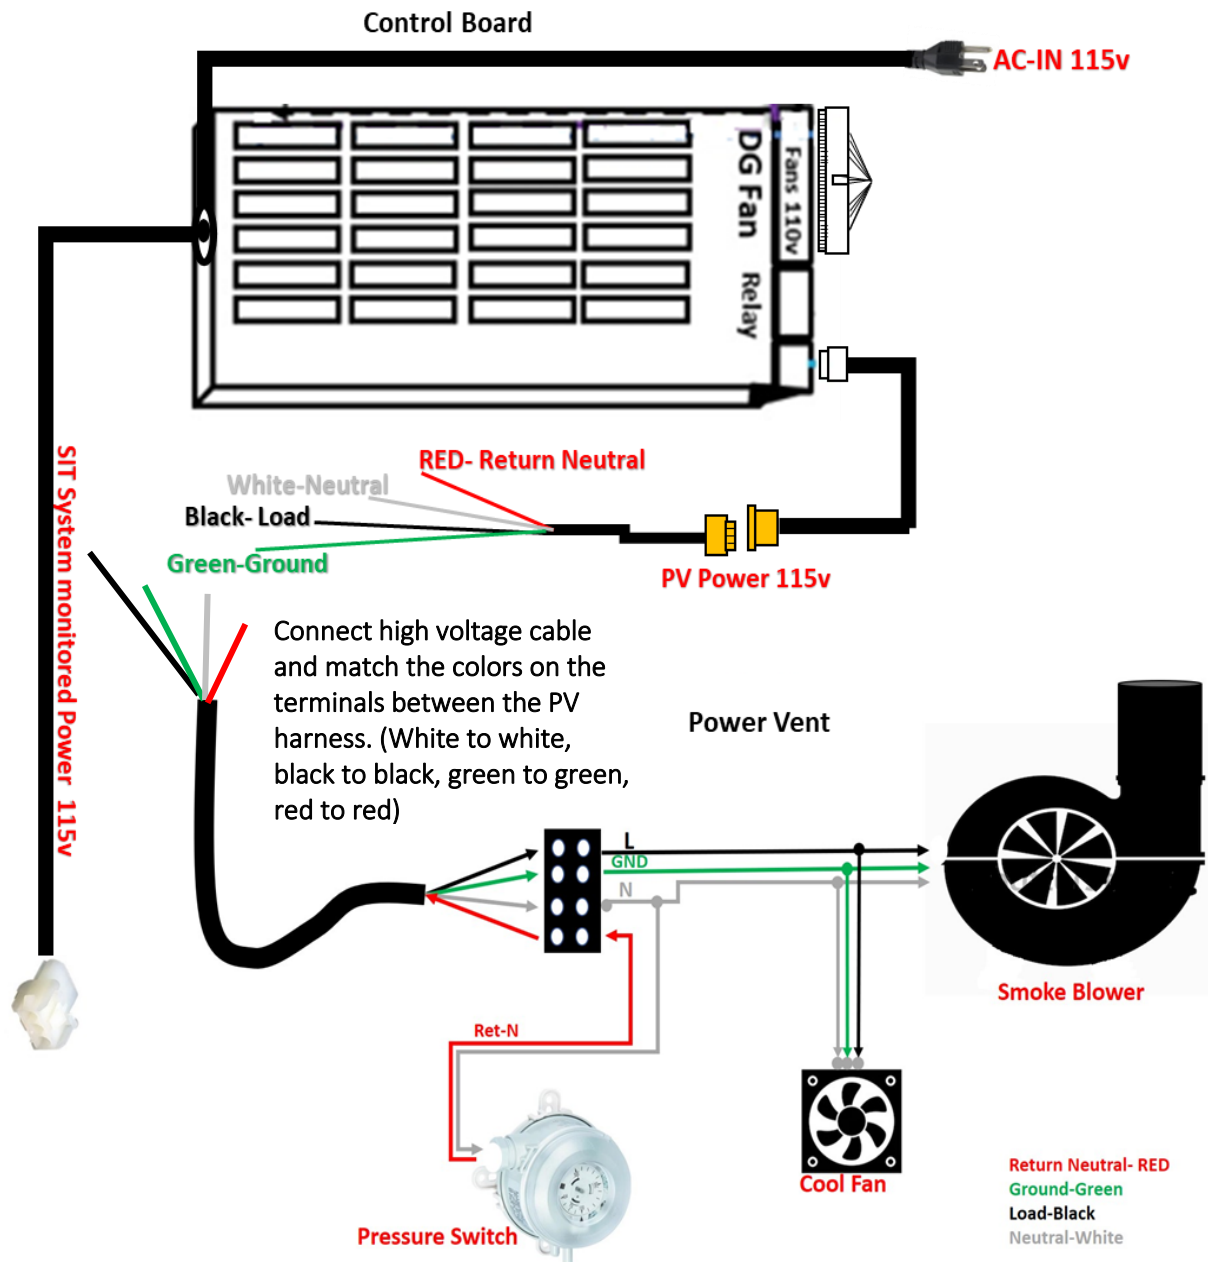 Control Board
AC-IN 115v
DG Fan
Fans 110v
Relay
SIT System monitored Power 115v
RED- Return Neutral
White-Neutral
Black- Load
Green-Ground
PV Power 115v
Connect high voltage cable
and match the colors on the
terminals between the PV
harness. (White to white,
black to black, green to green,
red to red)
Power Vent
L
GND
N
Smoke Blower
Ret-N
Pressure Switch
Cool Fan
Return Neutral- RED
Ground-Green
Load-Black
Neutral-White